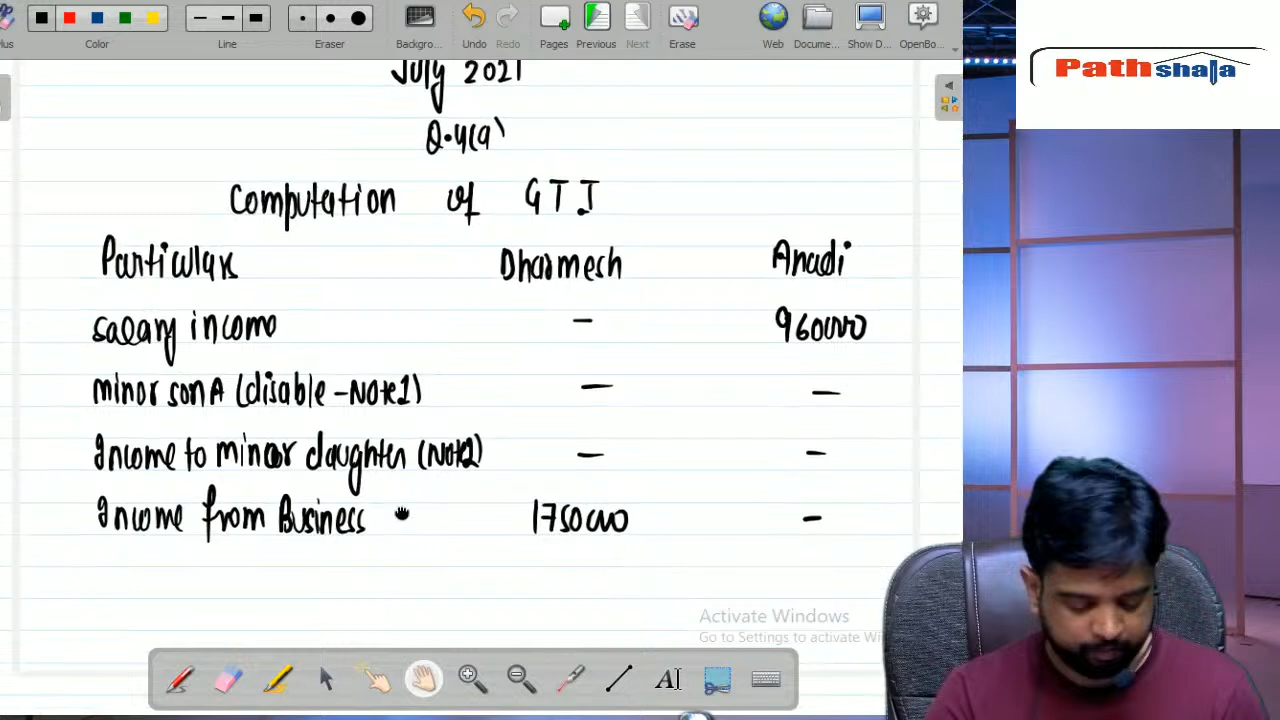 Color
Line
Eraser
Backgro...
Undo
Redo
Pages
Previous
Next
Erase
Web
Docume...
Show D...
OpenBo...
Pathshala
July 2021
Q.4(a)
Computation of GTI
Particulars Dharmesh Anadi
salary income - 960000
minor son A (disable - Note 1) - -
Income to minor daughter (Note 2) - -
Income from Business 1750000 -
Activate Windows
Go to Settings to activate Wi